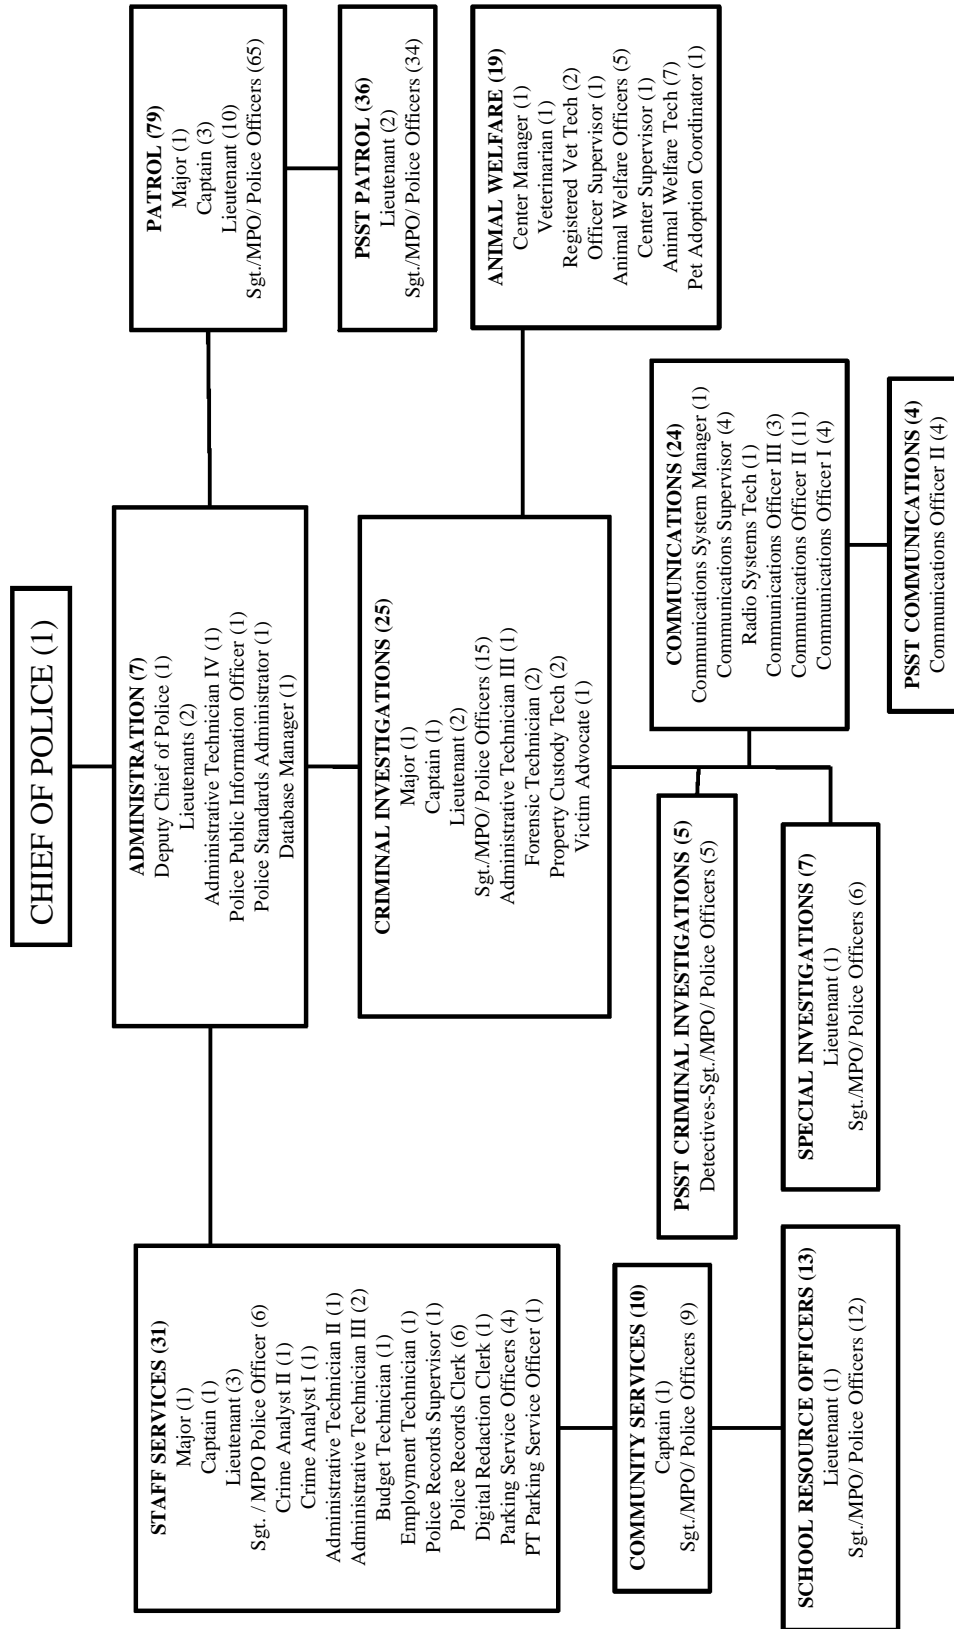 CHIEF OF POLICE (1)
ADMINISTRATION (7)
Deputy Chief of Police (1)
Lieutenants (2)
Administrative Technician IV (1)
Police Public Information Officer (1)
Police Standards Administrator (1)
Database Manager (1)
STAFF SERVICES (31)
Major (1)
Captain (1)
Lieutenant (3)
Sgt. / MPO Police Officer (6)
Crime Analyst II (1)
Crime Analyst I (1)
Administrative Technician II (1)
Administrative Technician III (2)
Budget Technician (1)
Employment Technician (1)
Police Records Supervisor (1)
Police Records Clerk (6)
Digital Redaction Clerk (1)
Parking Service Officers (4)
PT Parking Service Officer (1)
PATROL (79)
Major (1)
Captain (3)
Lieutenant (10)
Sgt./MPO/ Police Officers (65)
PSST PATROL (36)
Lieutenant (2)
Sgt./MPO/ Police Officers (34)
CRIMINAL INVESTIGATIONS (25)
Major (1)
Captain (1)
Lieutenant (2)
Sgt./MPO/ Police Officers (15)
Administrative Technician III (1)
Forensic Technician (2)
Property Custody Tech (2)
Victim Advocate (1)
ANIMAL WELFARE (19)
Center Manager (1)
Veterinarian (1)
Registered Vet Tech (2)
Officer Supervisor (1)
Animal Welfare Officers (5)
Center Supervisor (1)
Animal Welfare Tech (7)
Pet Adoption Coordinator (1)
COMMUNITY SERVICES (10)
Captain (1)
Sgt./MPO/ Police Officers (9)
PSST CRIMINAL INVESTIGATIONS (5)
Detectives-Sgt./MPO/ Police Officers (5)
COMMUNICATIONS (24)
Communications System Manager (1)
Communications Supervisor (4)
Radio Systems Tech (1)
Communications Officer III (3)
Communications Officer II (11)
Communications Officer I (4)
SCHOOL RESOURCE OFFICERS (13)
Lieutenant (1)
Sgt./MPO/ Police Officers (12)
SPECIAL INVESTIGATIONS (7)
Lieutenant (1)
Sgt./MPO/ Police Officers (6)
PSST COMMUNICATIONS (4)
Communications Officer II (4)